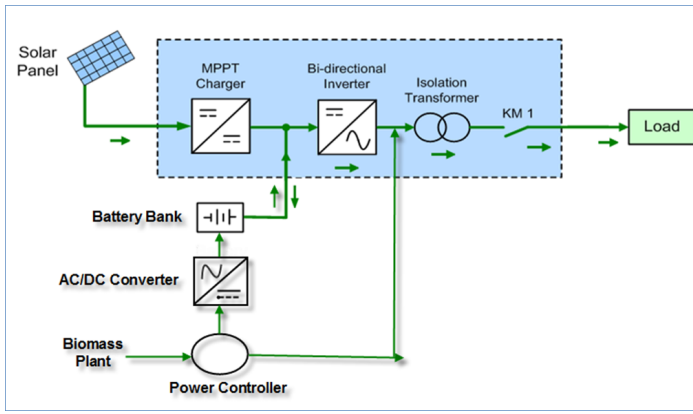 Solar
Panel
MPPT
Charger
Bi-directional
Inverter
Isolation
Transformer
KM 1
Load
Battery Bank
AC/DC Converter
Biomass
Plant
Power Controller